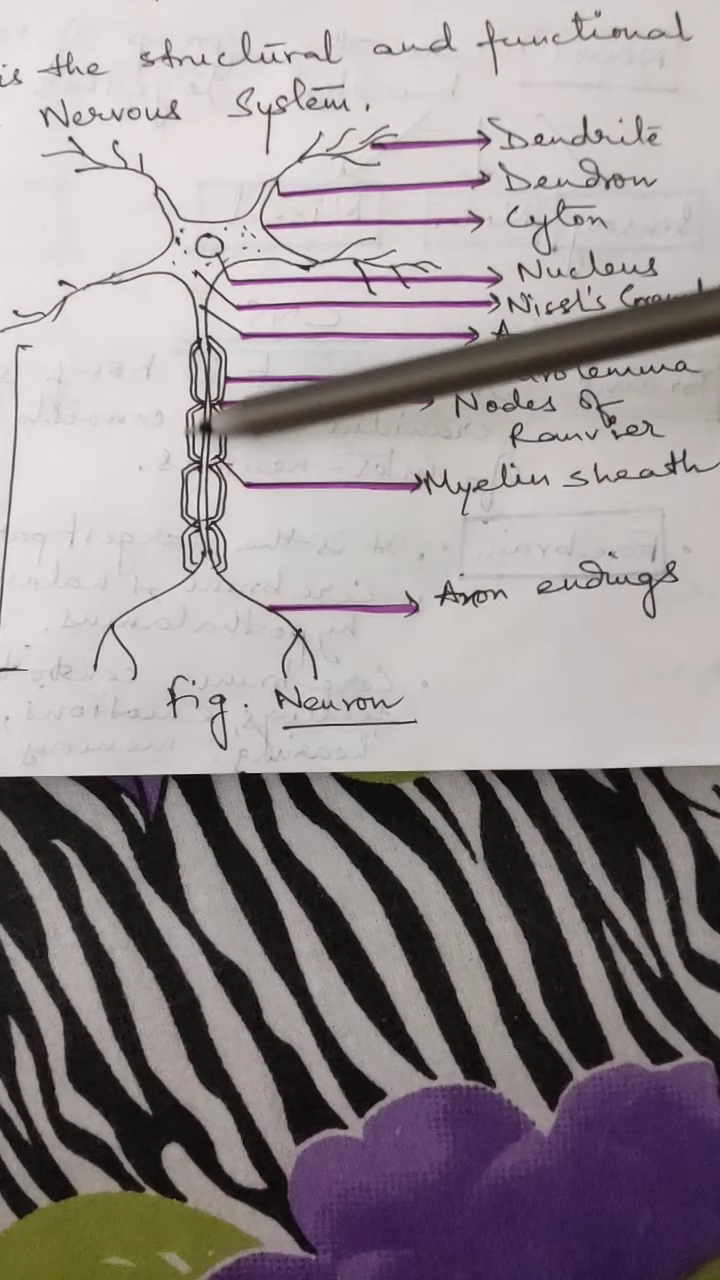 is the structural and functional
Nervous System.
Dendrite
Dendron
Cyton
Nucleus
Nissl's
Nodes of
Ranvier
Myelin sheath
Axon endings
Fig. Neuron